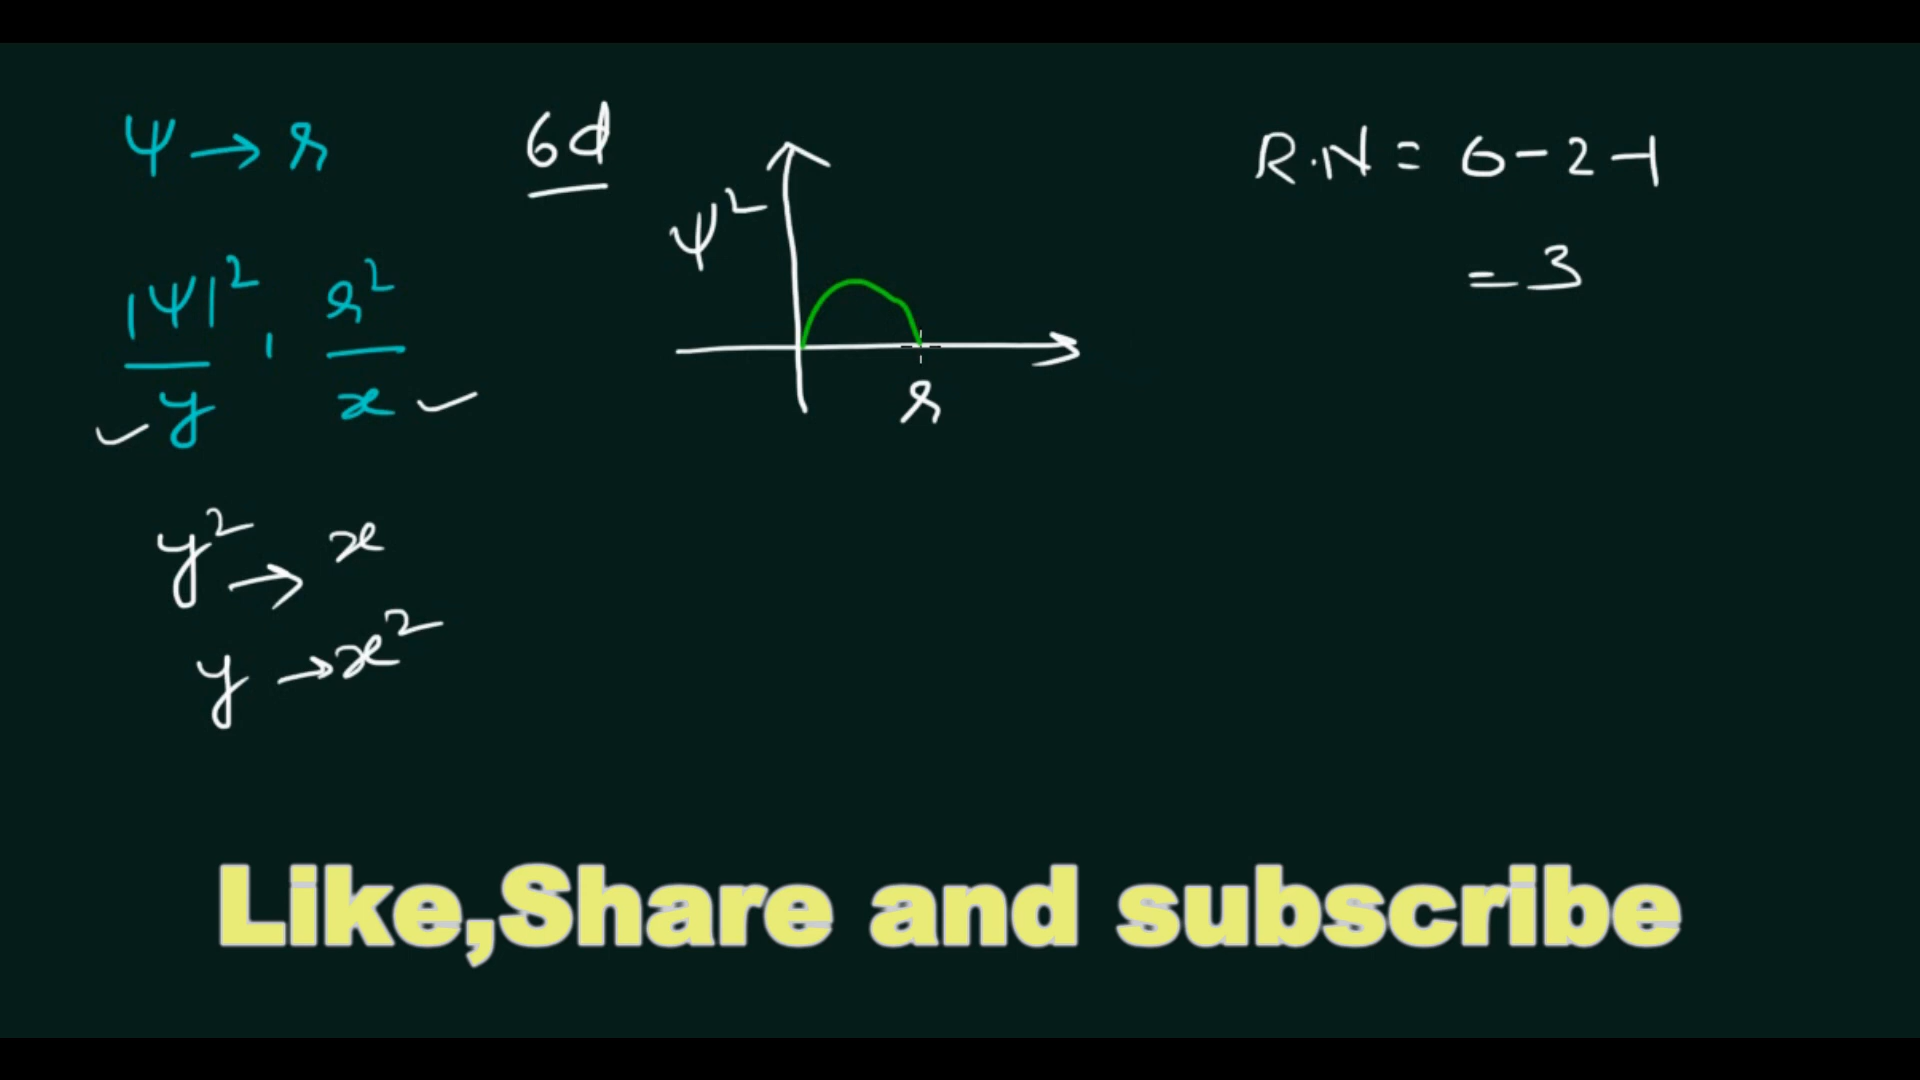 ψ → r
|ψ|² , r²
y x
y² → x
y → x²
6d
ψ²
r
R.N = 6-2-1
= 3
Like,Share and subscribe